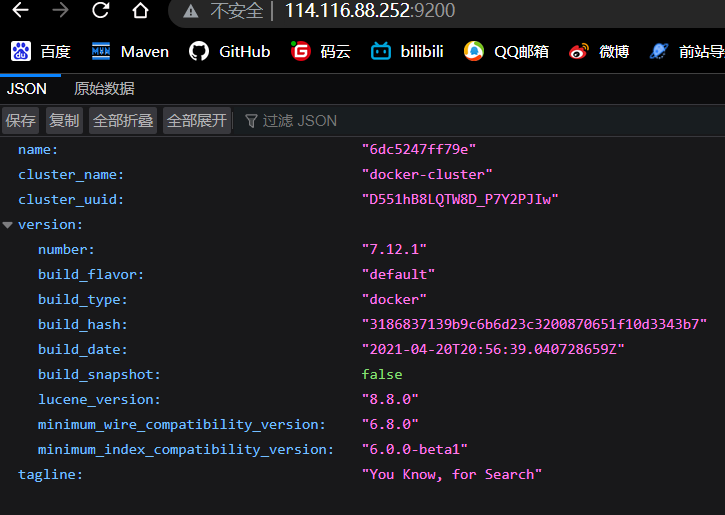 不安全 114.116.88.252:9200
百度 Maven GitHub 码云 bilibili QQ邮箱 微博 前站导
JSON 原始数据
保存 复制 全部折叠 全部展开 过滤 JSON
name: "6dc5247ff79e"
cluster_name: "docker-cluster"
cluster_uuid: "D551hB8LQTW8D_P7Y2PJIw"
version:
number: "7.12.1"
build_flavor: "default"
build_type: "docker"
build_hash: "3186837139b9c6b6d23c3200870651f10d3343b7"
build_date: "2021-04-20T20:56:39.040728659Z"
build_snapshot: false
lucene_version: "8.8.0"
minimum_wire_compatibility_version: "6.8.0"
minimum_index_compatibility_version: "6.0.0-beta1"
tagline: "You Know, for Search"